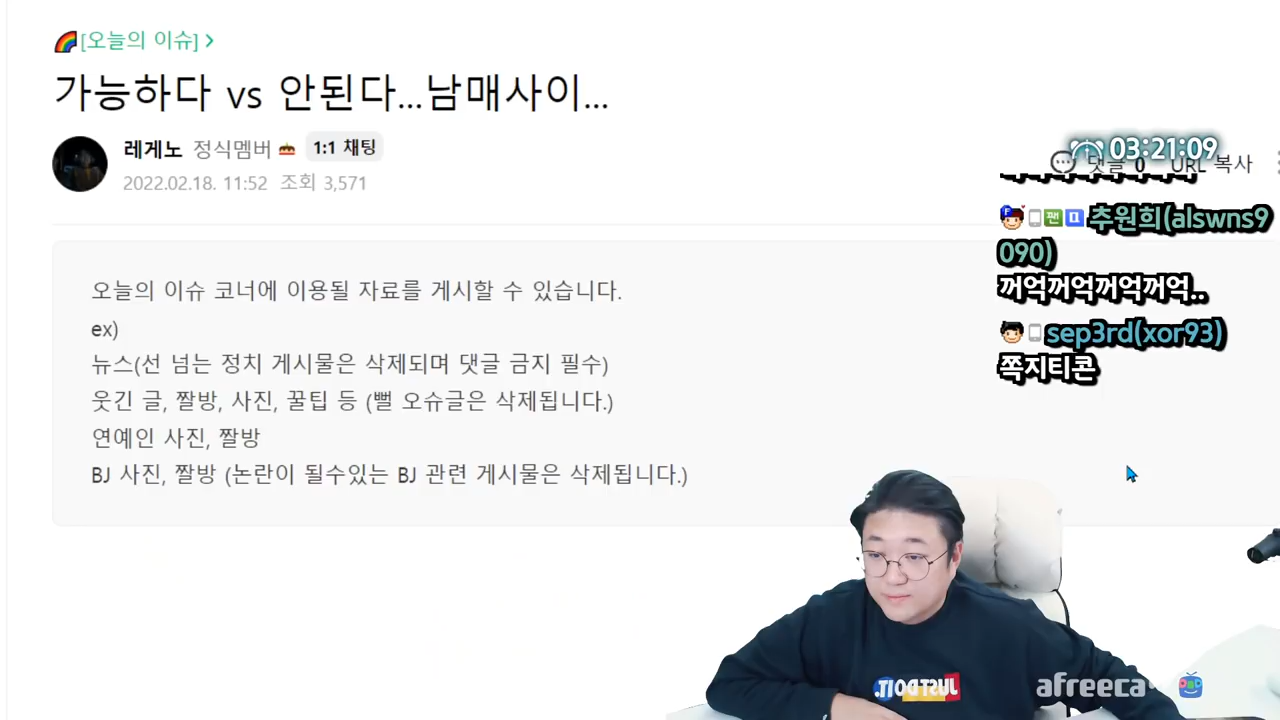 [오늘의 이슈] >
가능하다 vs 안된다...남매사이...
레게노 정식멤버 1:1 채팅
2022.02.18. 11:52 조회 3,571
03:21:09
댓글 0 URL 복사
추원희(alswns9
090)
꺼억꺼억꺼억꺼억..
sep3rd(xor93)
쪽지티콘
오늘의 이슈 코너에 이용될 자료를 게시할 수 있습니다.
ex)
뉴스(선 넘는 정치 게시물은 삭제되며 댓글 금지 필수)
웃긴 글, 짤방, 사진, 꿀팁 등 (뻘 오슈글은 삭제됩니다.)
연예인 사진, 짤방
BJ 사진, 짤방 (논란이 될수있는 BJ 관련 게시물은 삭제됩니다.)
JUST DO IT.
afreeca